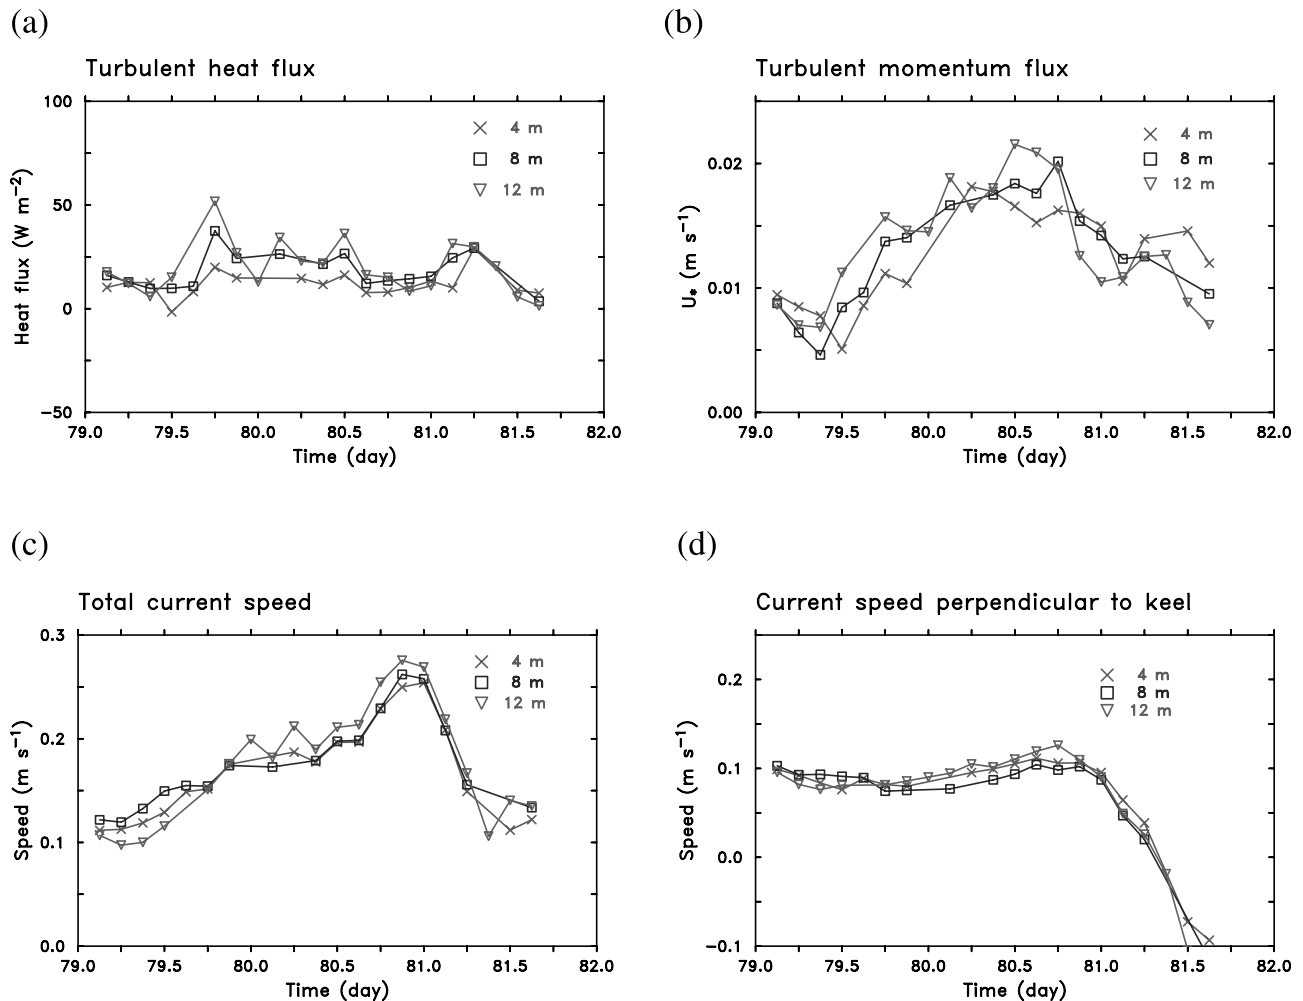 (a)
Turbulent heat flux
100
50
0
−50
Heat flux (W m−2)
4 m
8 m
12 m
79.0 79.5 80.0 80.5 81.0 81.5 82.0
Time (day)
(b)
Turbulent momentum flux
0.02
0.01
0.00
U* (m s−1)
4 m
8 m
12 m
79.0 79.5 80.0 80.5 81.0 81.5 82.0
Time (day)
(c)
Total current speed
0.3
0.2
0.1
0.0
Speed (m s−1)
4 m
8 m
12 m
79.0 79.5 80.0 80.5 81.0 81.5 82.0
Time (day)
(d)
Current speed perpendicular to keel
0.2
0.1
0.0
−0.1
Speed (m s−1)
4 m
8 m
12 m
79.0 79.5 80.0 80.5 81.0 81.5 82.0
Time (day)